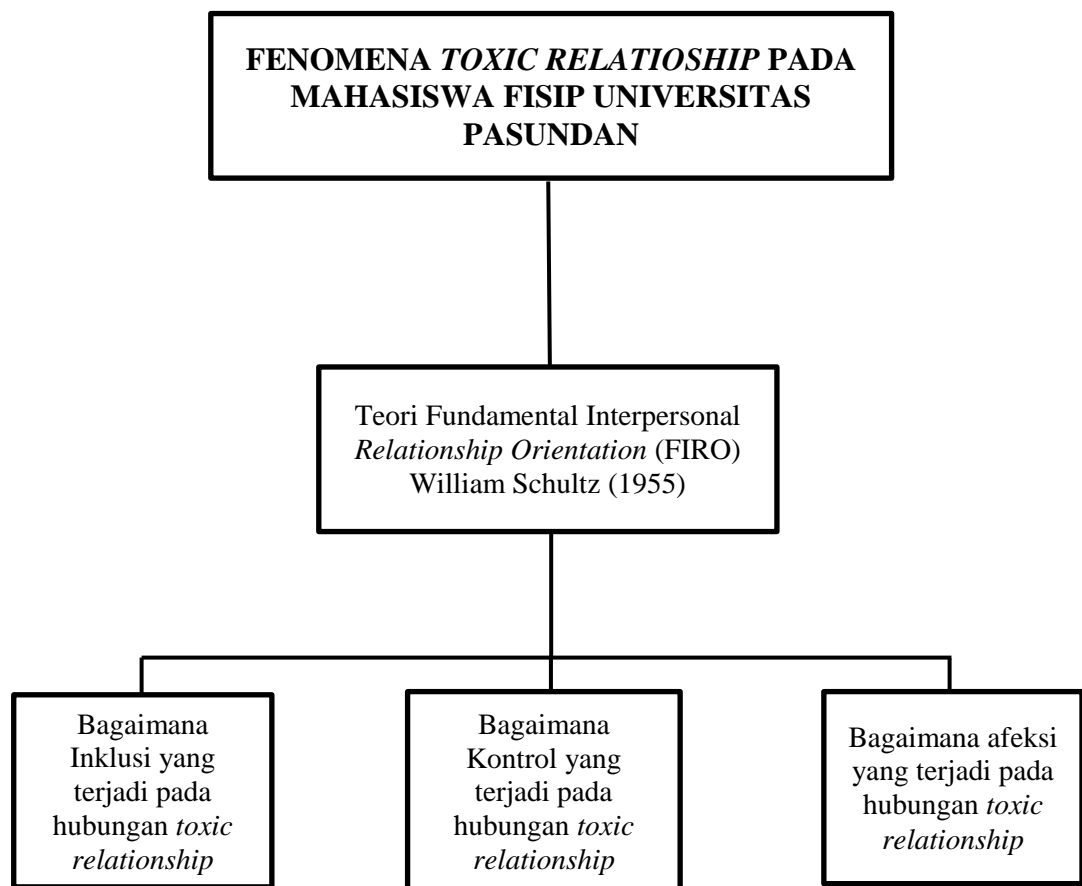 FENOMENA TOXIC RELATIOSHIP PADA
MAHASISWA FISIP UNIVERSITAS
PASUNDAN
Teori Fundamental Interpersonal
Relationship Orientation (FIRO)
William Schultz (1955)
Bagaimana
Inklusi yang
terjadi pada
hubungan toxic
relationship
Bagaimana
Kontrol yang
terjadi pada
hubungan toxic
relationship
Bagaimana afeksi
yang terjadi pada
hubungan toxic
relationship